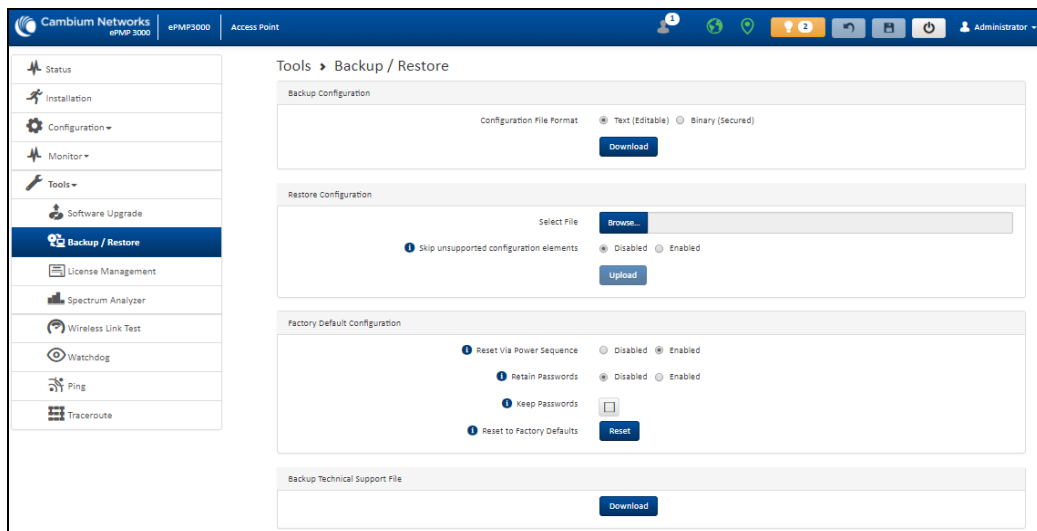 Cambium Networks
ePMP 3000
ePMP3000
Access Point
1
2
Administrator
Status
Installation
Configuration
Monitor
Tools
Software Upgrade
Backup / Restore
License Management
Spectrum Analyzer
Wireless Link Test
Watchdog
Ping
Traceroute
Tools > Backup / Restore
Backup Configuration
Configuration File Format Text (Editable) Binary (Secured)
Download
Restore Configuration
Select File Browse...
Skip unsupported configuration elements Disabled Enabled
Upload
Factory Default Configuration
Reset Via Power Sequence Disabled Enabled
Retain Passwords Disabled Enabled
Keep Passwords
Reset to Factory Defaults Reset
Backup Technical Support File
Download